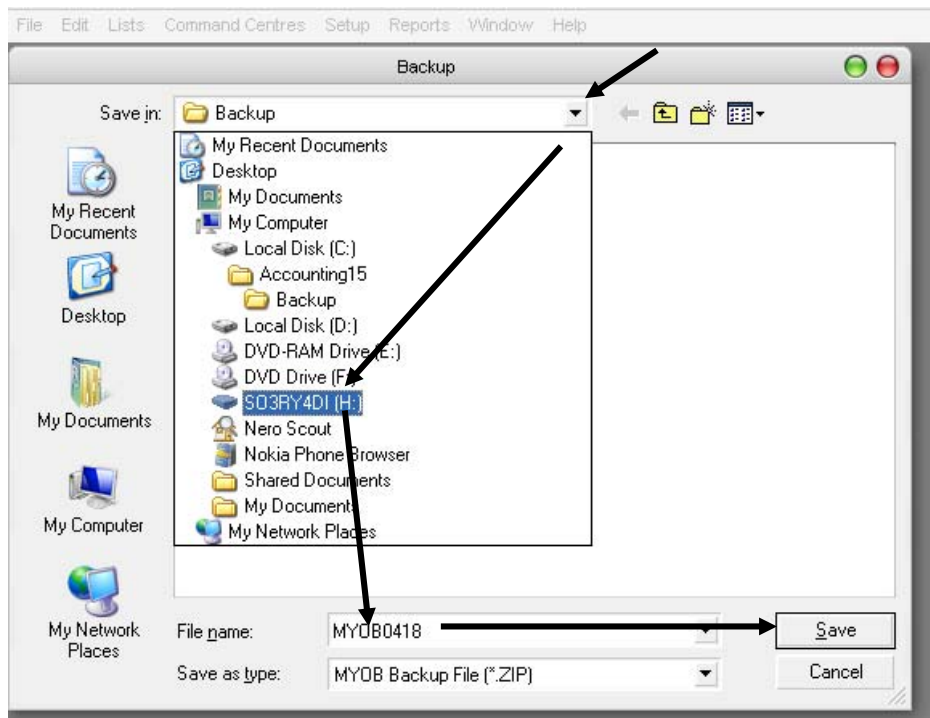 File Edit Lists Command Centres Setup Reports Window Help
Backup
Save in: Backup
My Recent Documents
Desktop
My Documents
My Computer
Local Disk (C:)
Accounting15
Backup
Local Disk (D:)
DVD-RAM Drive (E:)
DVD Drive (F:)
SO3RY4DI (H:)
Nero Scout
Nokia Phone Browser
Shared Documents
My Documents
My Network Places
My Recent
Documents
Desktop
My Documents
My Computer
My Network
Places
File name: MYOB0418 Save
Save as type: MYOB Backup File (*.ZIP) Cancel